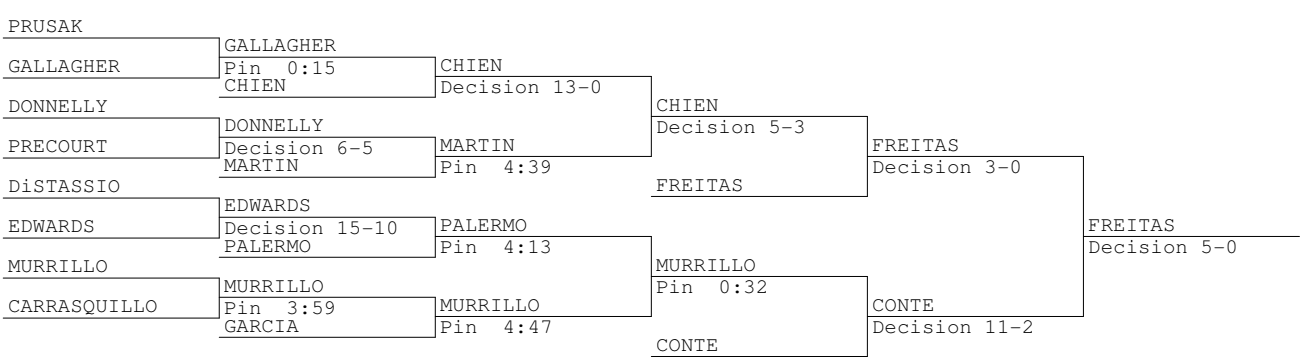 PRUSAK
GALLAGHER
GALLAGHER
Pin 0:15
CHIEN
CHIEN
Decision 13-0
DONNELLY
CHIEN
DONNELLY
Decision 5-3
PRECOURT
Decision 6-5
MARTIN
FREITAS
MARTIN
Pin 4:39
Decision 3-0
DiSTASSIO
FREITAS
EDWARDS
EDWARDS
Decision 15-10
PALERMO
FREITAS
PALERMO
Pin 4:13
Decision 5-0
MURRILLO
MURRILLO
MURRILLO
Pin 0:32
CARRASQUILLO
Pin 3:59
MURRILLO
CONTE
GARCIA
Pin 4:47
Decision 11-2
CONTE